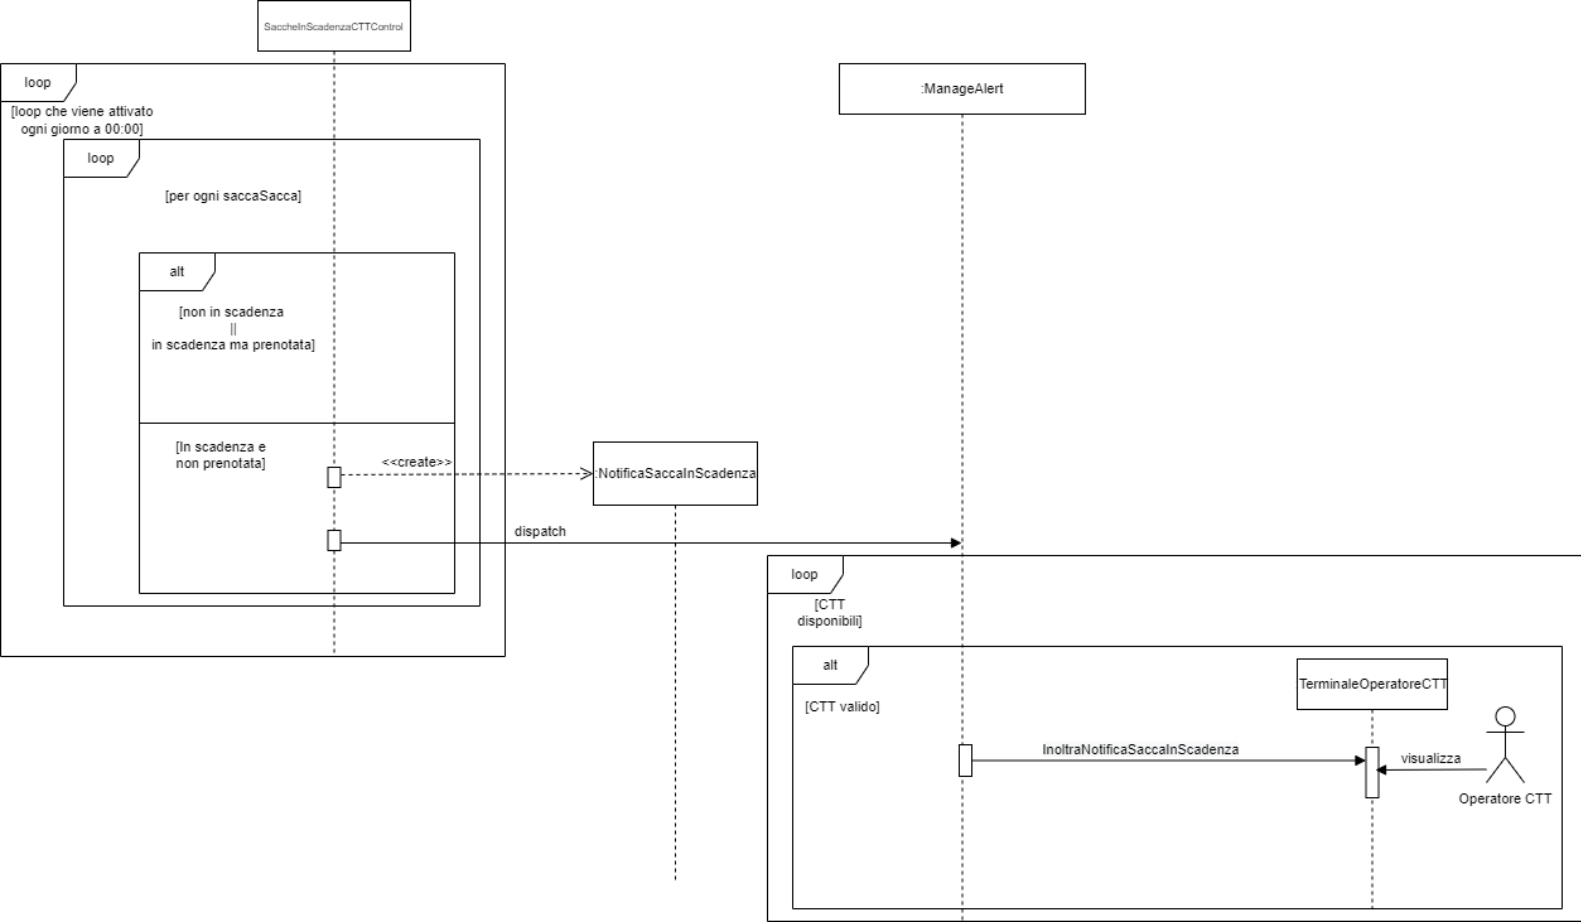 SaccheInScadenzaCTTControl
loop
[loop che viene attivato
ogni giorno a 00:00]
:ManageAlert
loop
[per ogni saccaSacca]
alt
[non in scadenza
||
in scadenza ma prenotata]
[In scadenza e
non prenotata]
<<create>>
:NotificaSaccaInScadenza
dispatch
loop
[CTT
disponibili]
alt
[CTT valido]
TerminaleOperatoreCTT
InoltraNotificaSaccaInScadenza
visualizza
Operatore CTT